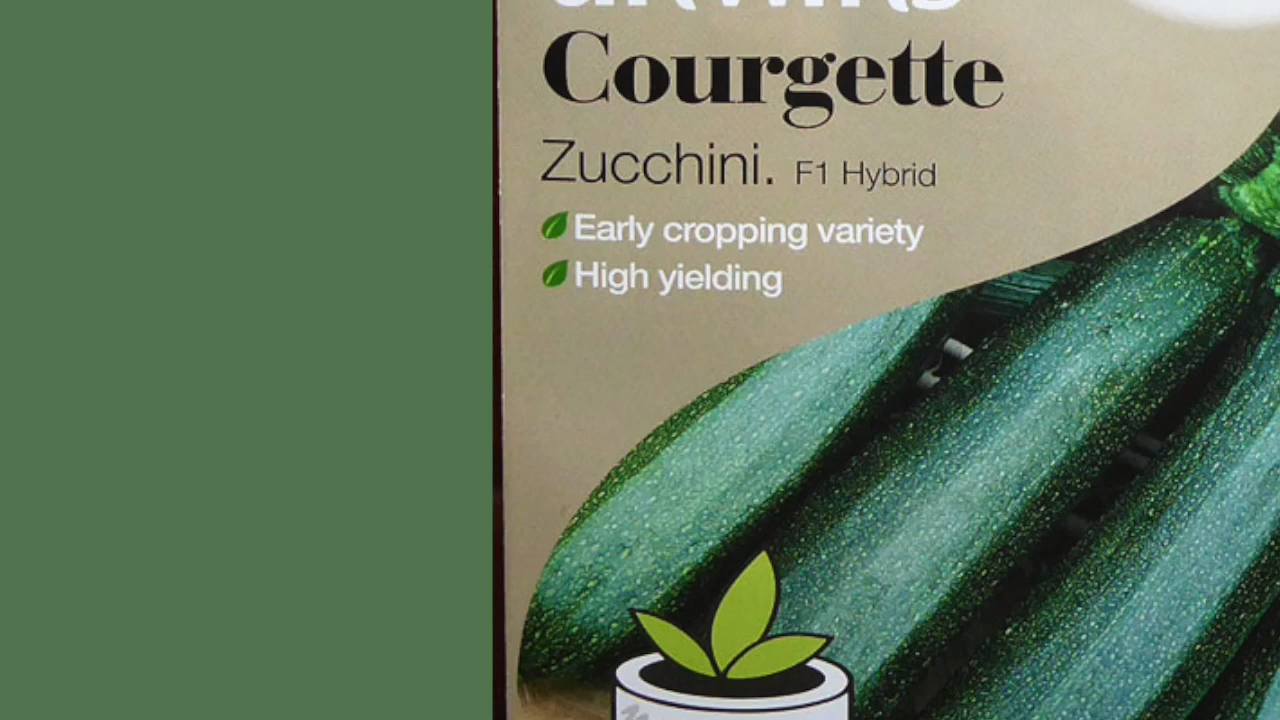 Courgette
Zucchini. F1 Hybrid
Early cropping variety
High yielding